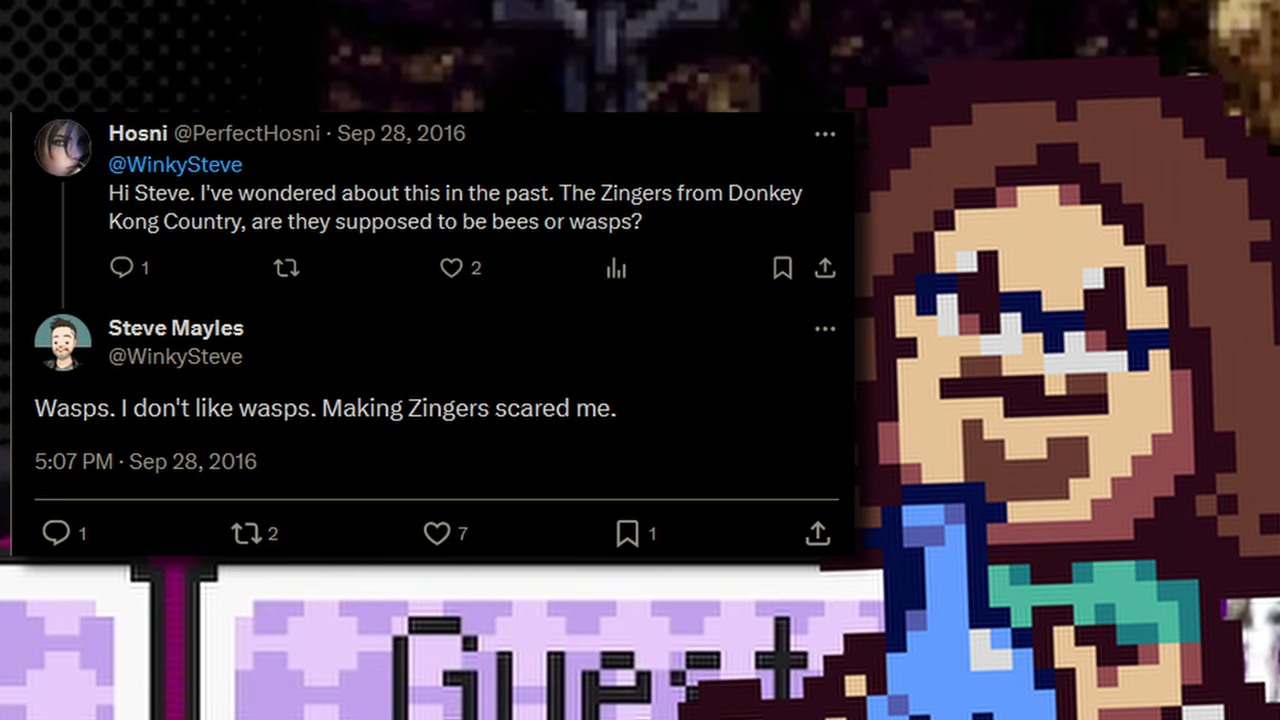 Hosni @PerfectHosni · Sep 28, 2016
@WinkySteve
Hi Steve. I've wondered about this in the past. The Zingers from Donkey
Kong Country, are they supposed to be bees or wasps?
1 2
Steve Mayles
@WinkySteve
Wasps. I don't like wasps. Making Zingers scared me.
5:07 PM · Sep 28, 2016
1 2 7 1
Guest